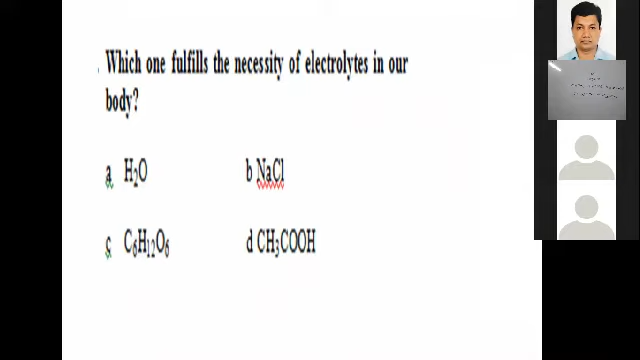 . Which one fulfills the necessity of electrolytes in our
body?
a H₂O b NaCl
c C₆H₁₂O₆ d CH₃COOH